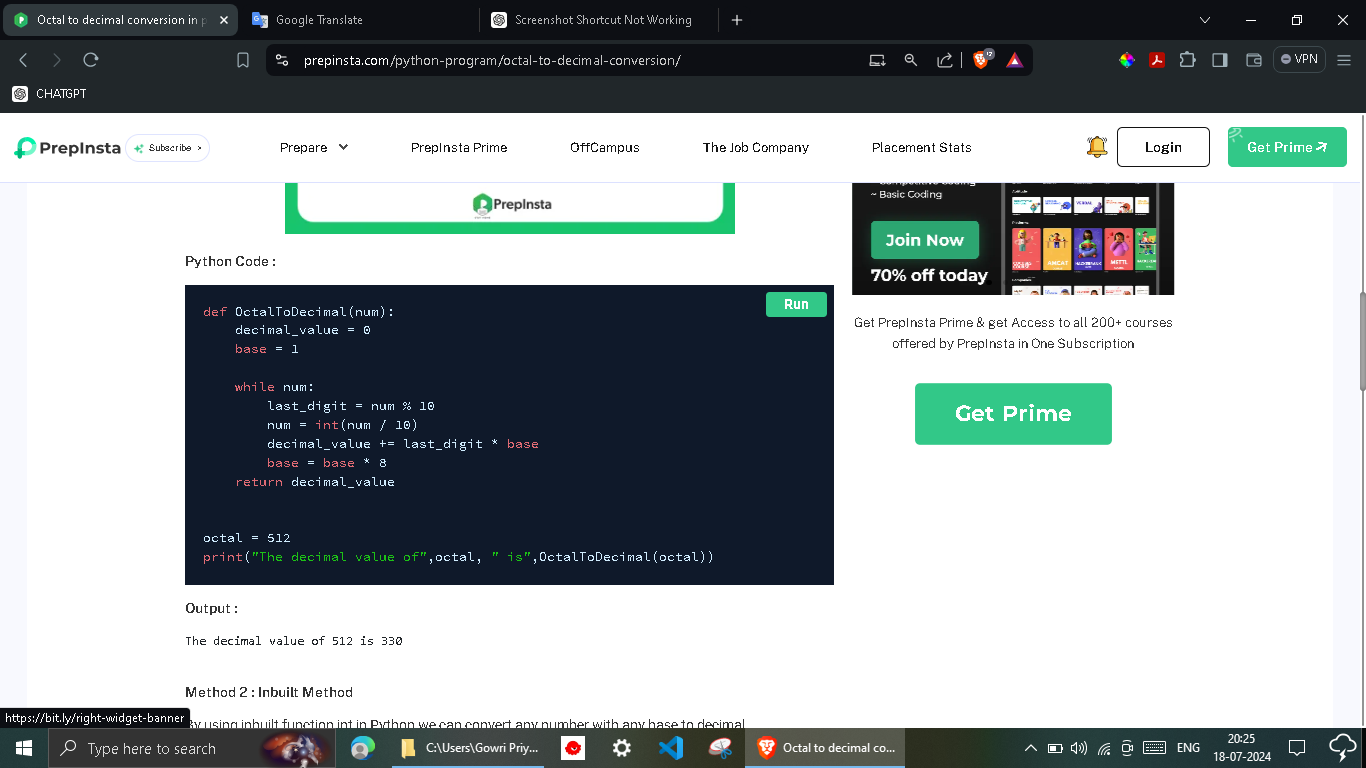 Octal to decimal conversion in p
Google Translate
Screenshot Shortcut Not Working
prepinsta.com/python-program/octal-to-decimal-conversion/
VPN
CHATGPT
PrepInsta
Subscribe >
Prepare
PrepInsta Prime
OffCampus
The Job Company
Placement Stats
Login
Get Prime
PrepInsta
~ Basic Coding
Join Now
70% off today
Python Code :
Run
def OctalToDecimal(num):
    decimal_value = 0
    base = 1
    while num:
        last_digit = num % 10
        num = int(num / 10)
        decimal_value += last_digit * base
        base = base * 8
    return decimal_value
octal = 512
print("The decimal value of",octal, " is",OctalToDecimal(octal))
Get PrepInsta Prime & get Access to all 200+ courses
offered by PrepInsta in One Subscription
Get Prime
Output :
The decimal value of 512 is 330
Method 2 : Inbuilt Method
By using inbuilt function int in Python we can convert any number with any base to decimal
https://bit.ly/right-widget-banner
Type here to search
C:\Users\Gowri Priy...
Octal to decimal co...
ENG
20:25
18-07-2024